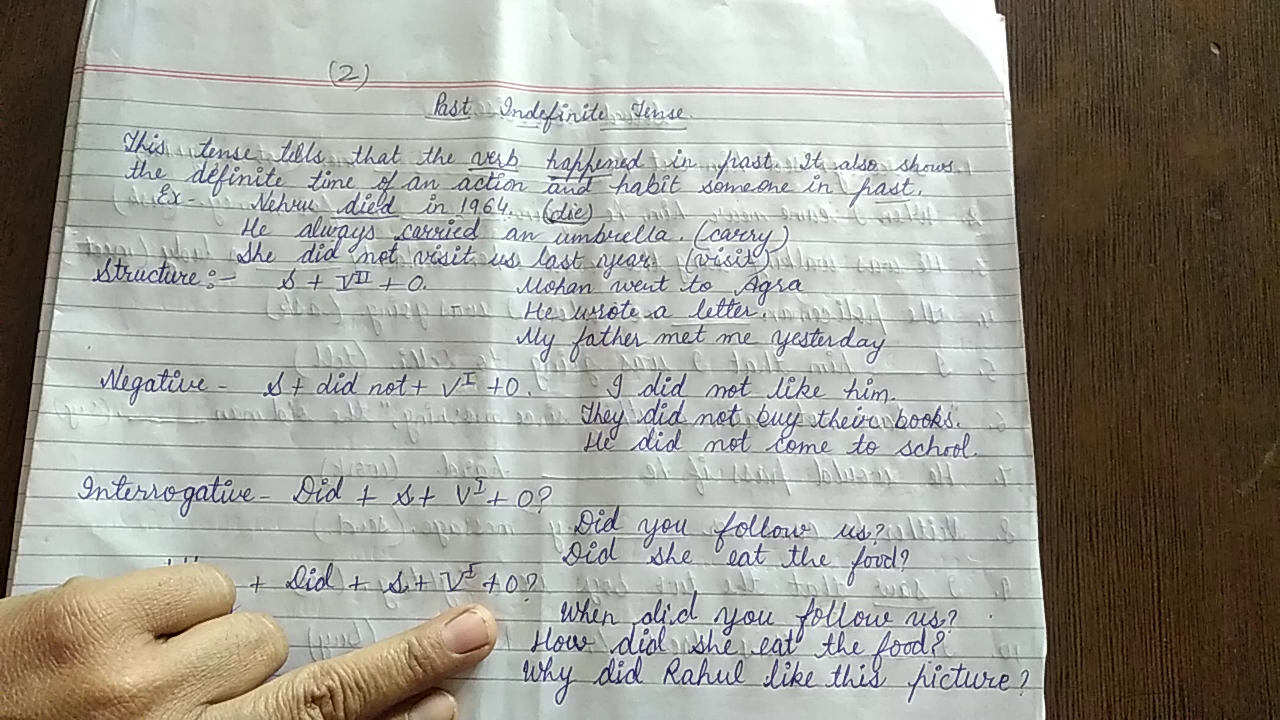 (2)
Past Indefinite Tense
This tense tells that the verb happened in past. It also shows
the definite time of an action and habit someone in past.
Ex - Nehru died in 1964. (die)
He always carried an umbrella. (carry)
She did not visit us last year (visit)
Structure :- S + VII + O. Mohan went to Agra
He wrote a letter.
My father met me yesterday
Negative - S + did not + VI + O. I did not like him.
They did not buy their books.
He did not come to school.
Interrogative - Did + S + VI + O?
Did you follow us?
Did she eat the food?
+ Did + S + VI + O?
When did you follow us?
How did she eat the food?
Why did Rahul like this picture?